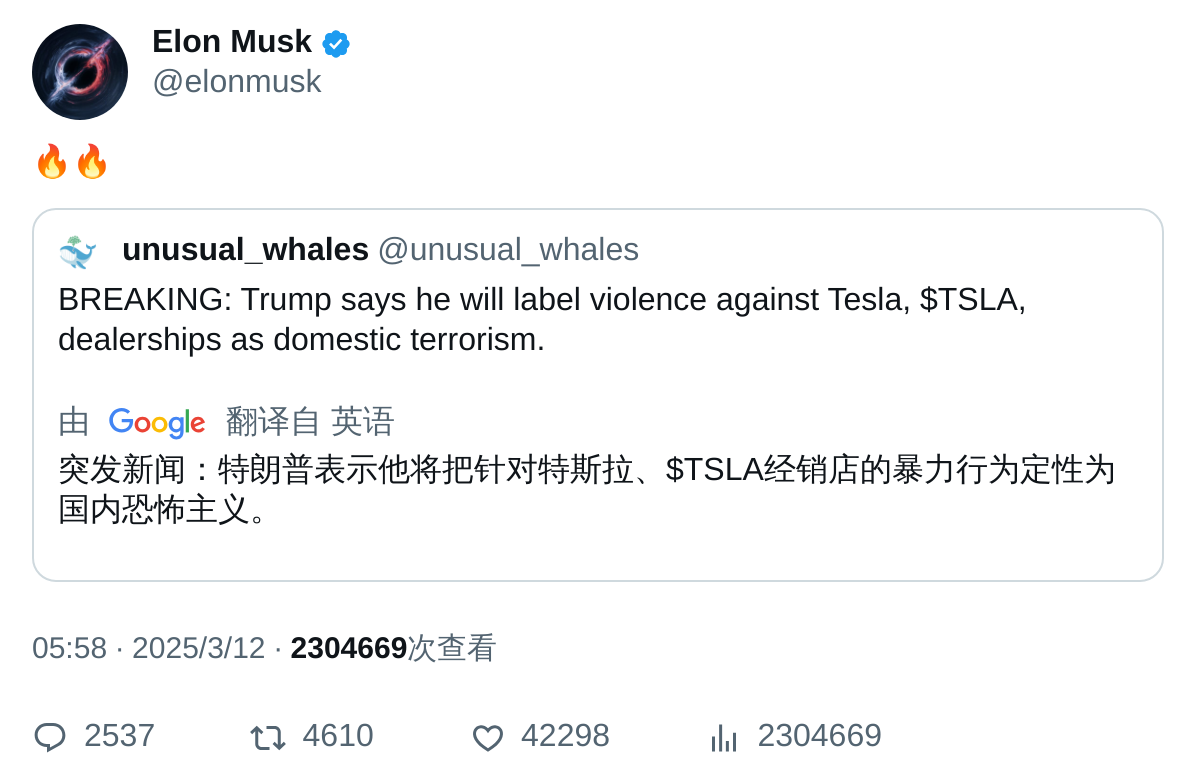 Elon Musk
@elonmusk
🔥🔥
unusual_whales @unusual_whales
BREAKING: Trump says he will label violence against Tesla, $TSLA,
dealerships as domestic terrorism.
由 Google 翻译自 英语
突发新闻：特朗普表示他将把针对特斯拉、$TSLA经销店的暴力行为定性为
国内恐怖主义。
05:58 · 2025/3/12 · 2304669次查看
2537 4610 42298 2304669